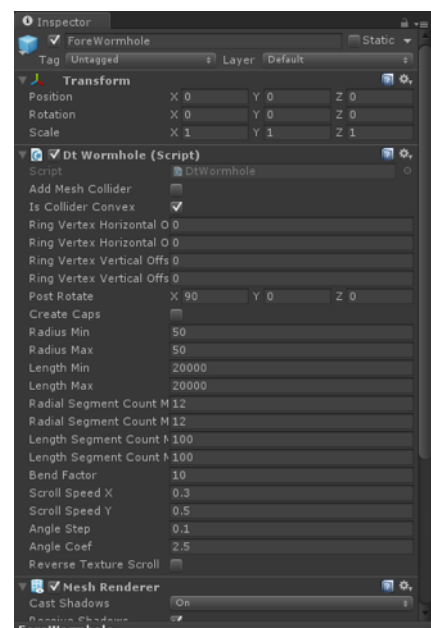 Inspector
ForeWormhole Static
Tag Untagged Layer Default
Transform
Position X 0 Y 0 Z 0
Rotation X 0 Y 0 Z 0
Scale X 1 Y 1 Z 1
Dt Wormhole (Script)
Script DtWormhole
Add Mesh Collider
Is Collider Convex
Ring Vertex Horizontal O 0
Ring Vertex Horizontal O 0
Ring Vertex Vertical Offs 0
Ring Vertex Vertical Offs 0
Post Rotate X 90 Y 0 Z 0
Create Caps
Radius Min 50
Radius Max 50
Length Min 20000
Length Max 20000
Radial Segment Count M 12
Radial Segment Count M 12
Length Segment Count M 100
Length Segment Count M 100
Bend Factor 10
Scroll Speed X 0.3
Scroll Speed Y 0.5
Angle Step 0.1
Angle Coef 2.5
Reverse Texture Scroll
Mesh Renderer
Cast Shadows On
Receive Shadows
ForeWormhole